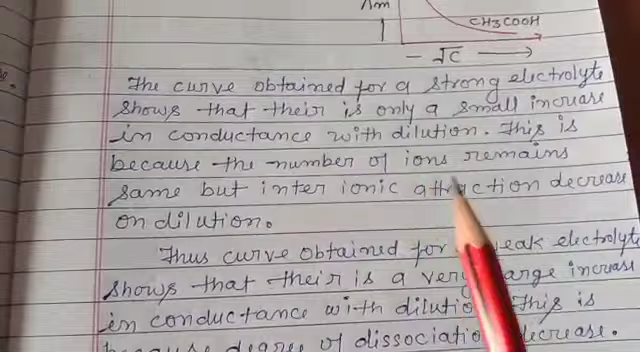 Λm
CH3COOH
- √C →
The curve obtained for a strong electrolyte
shows that their is only a small increase
in conductance with dilution. This is
because the number of ions remains
same but inter ionic attraction decrease
on dilution.
Thus curve obtained for weak electrolyte
shows that their is a very large increase
in conductance with dilution This is
because degree of dissociation decrease.